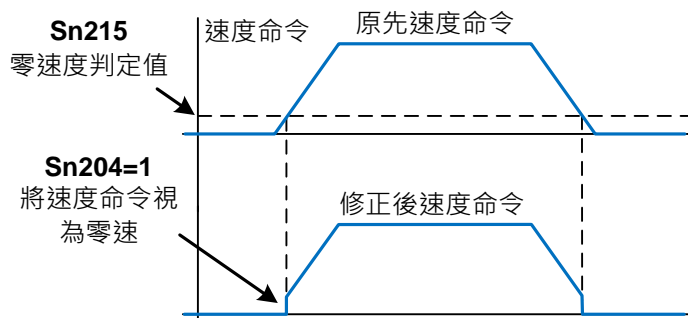 Sn215
零速度判定值
速度命令
原先速度命令
Sn204=1
將速度命令視
為零速
修正後速度命令